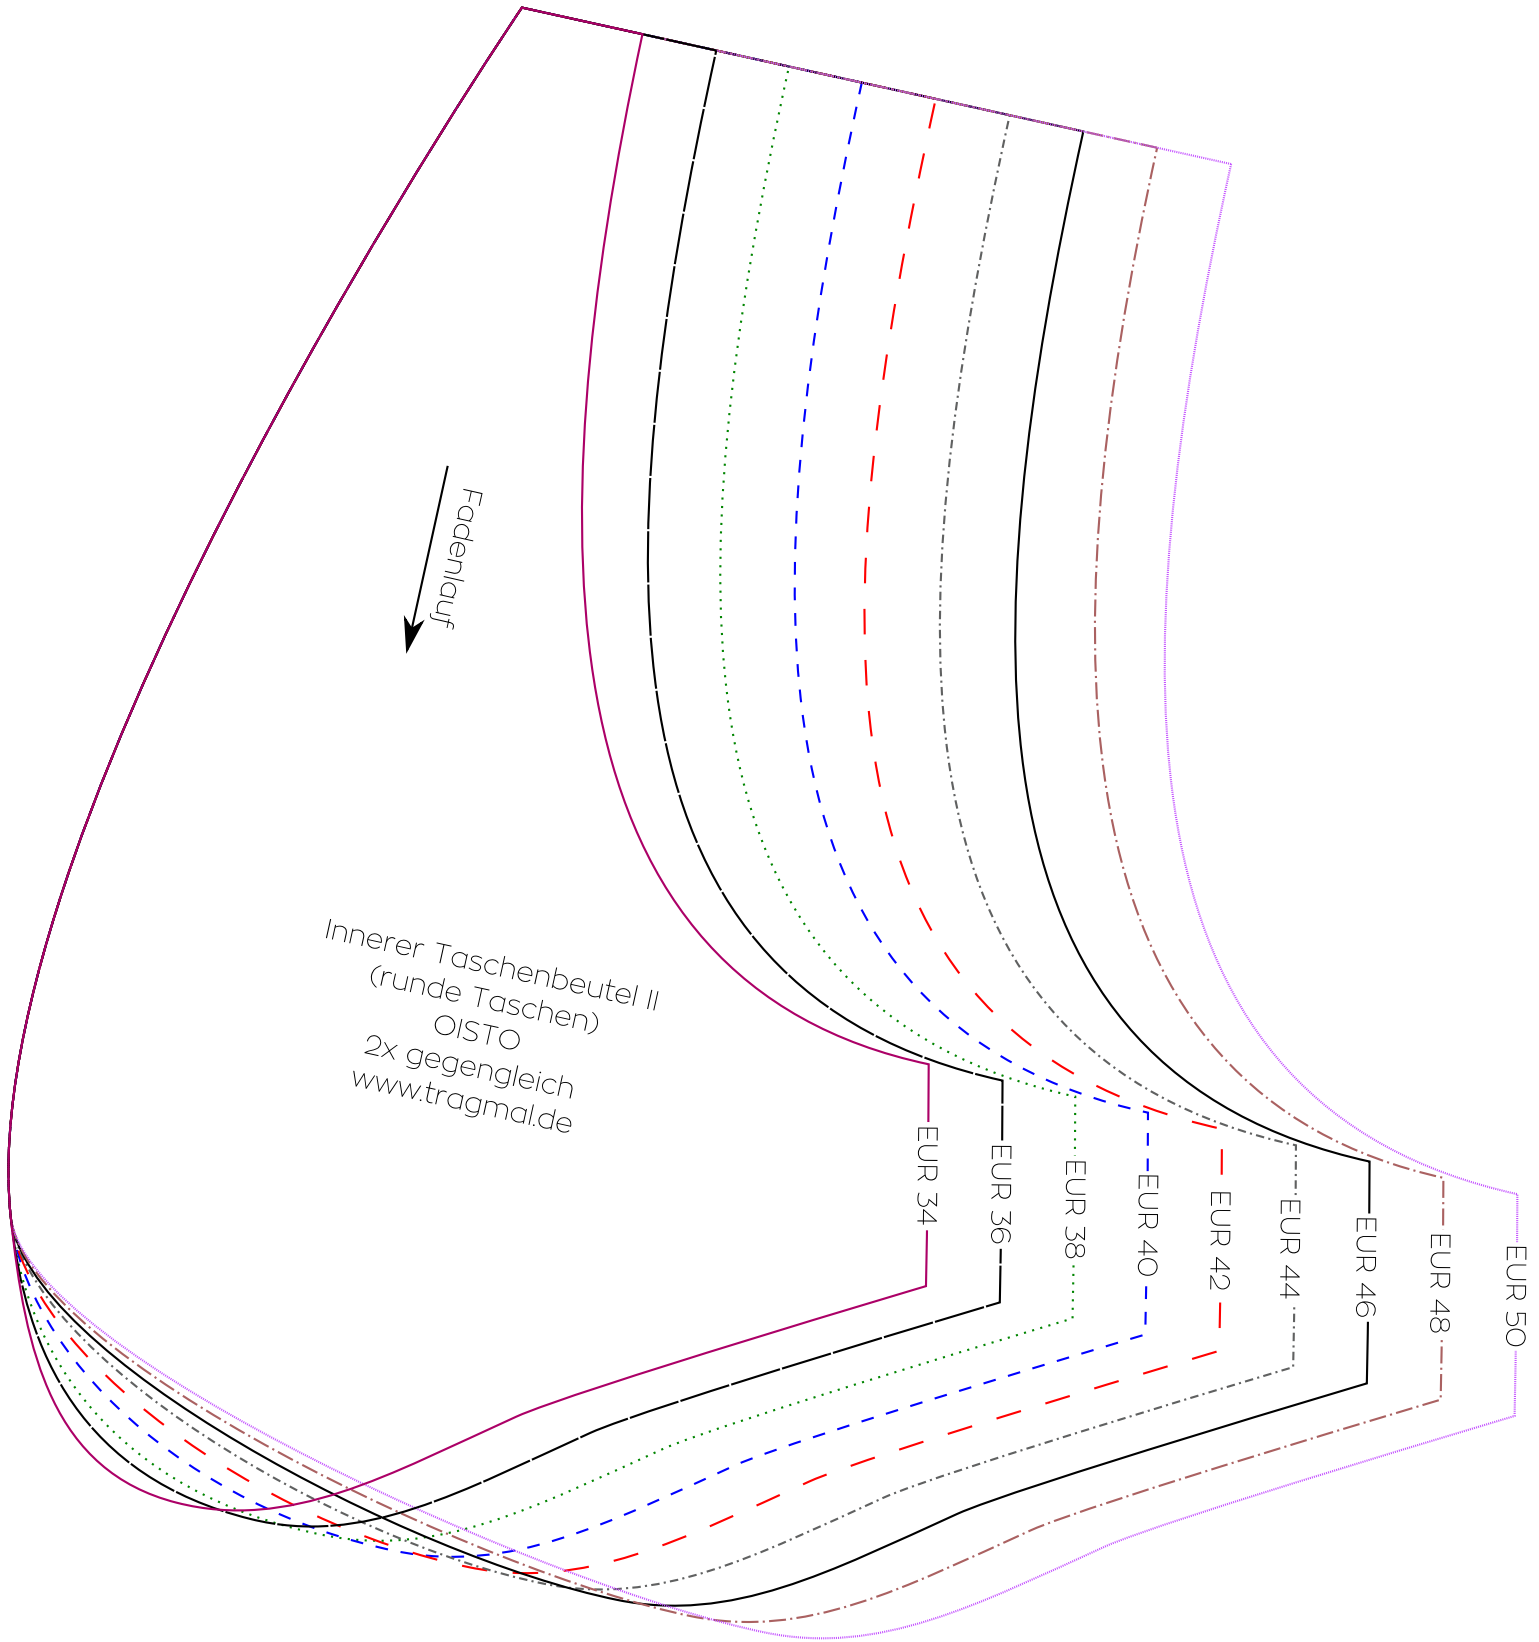 Fadenlauf
Innerer Taschenbeutel II
(runde Taschen)
OISTO
2x gegengleich
www.tragmal.de
EUR 34
EUR 36
EUR 38
EUR 40
EUR 42
EUR 44
EUR 46
EUR 48
EUR 50